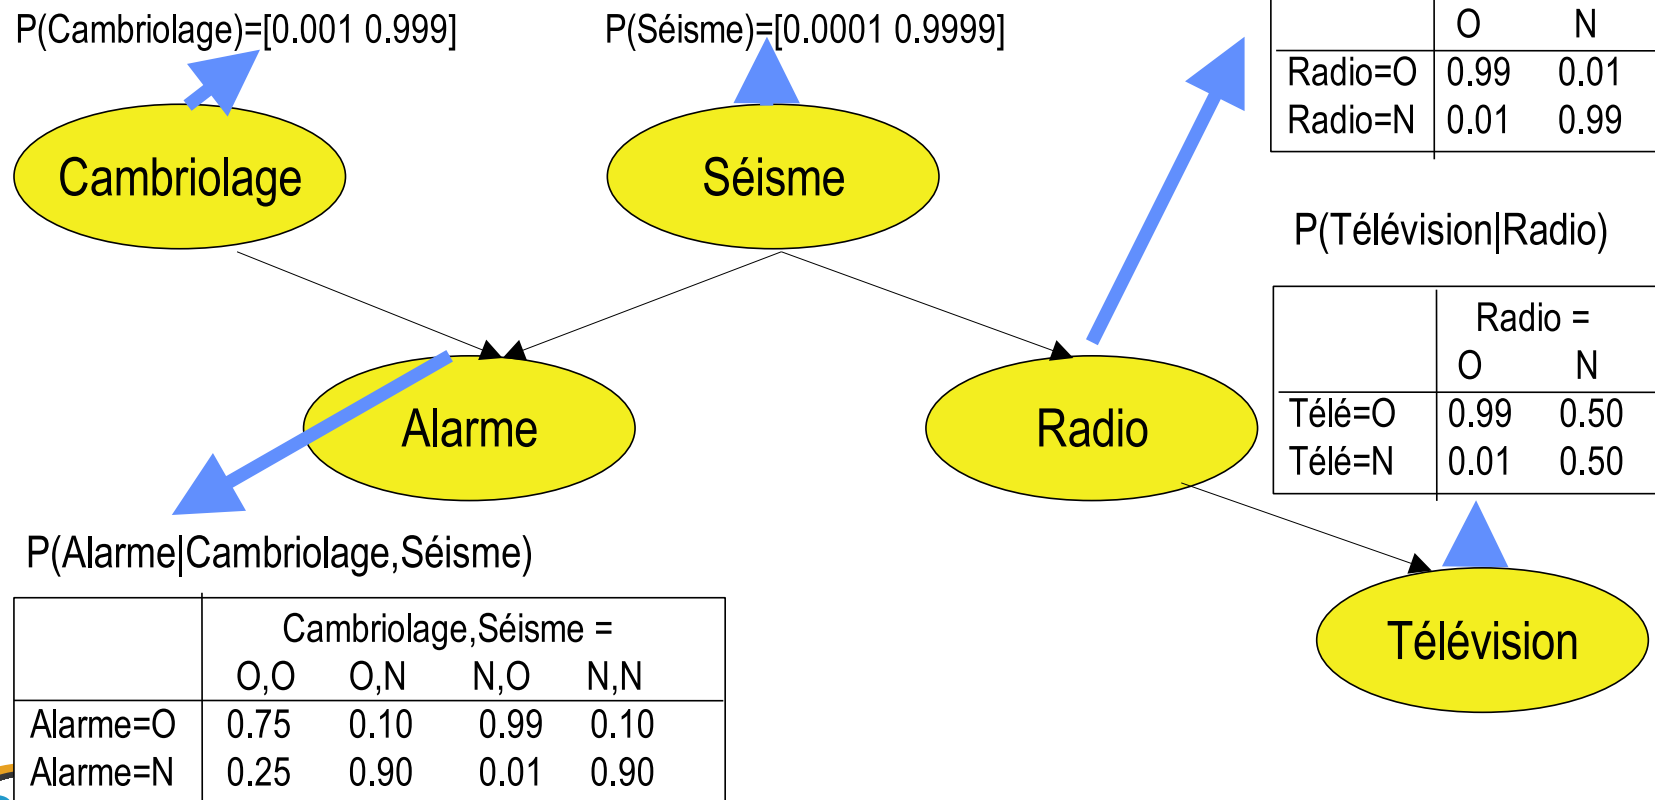 P(Cambriolage)=[0.001 0.999]
P(Séisme)=[0.0001 0.9999]
O N
Radio=O 0.99 0.01
Radio=N 0.01 0.99
Cambriolage
Séisme
P(Télévision|Radio)
Radio =
O N
Télé=O 0.99 0.50
Télé=N 0.01 0.50
Alarme
Radio
P(Alarme|Cambriolage,Séisme)
Cambriolage,Séisme =
O,O O,N N,O N,N
Alarme=O 0.75 0.10 0.99 0.10
Alarme=N 0.25 0.90 0.01 0.90
Télévision